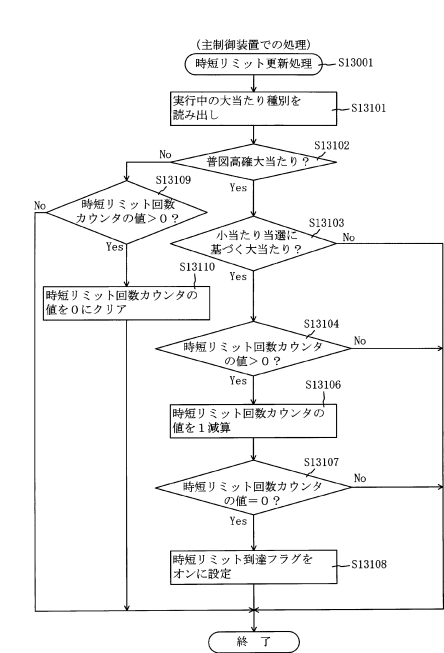 (主制御装置での処理)
時短リミット更新処理
S13001
実行中の大当たり種別を
読み出し
S13101
S13102
普図高確大当たり?
No
Yes
S13109
時短リミット回数
カウンタの値>0?
No
Yes
S13103
小当たり当選に
基づく大当たり?
No
Yes
S13110
時短リミット回数カウンタの
値を0にクリア
S13104
時短リミット回数カウンタ
の値>0?
No
Yes
S13106
時短リミット回数カウンタの
値を1減算
S13107
時短リミット回数カウンタ
の値=0?
No
Yes
時短リミット到達フラグを
オンに設定
S13108
終 了